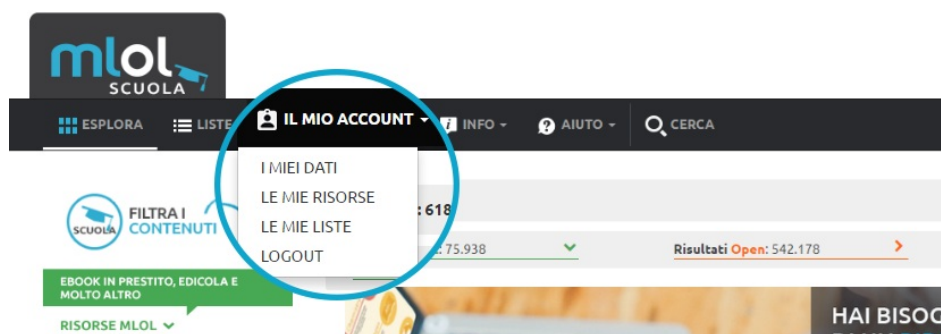 mlol
SCUOLA
ESPLORA LISTE IL MIO ACCOUNT INFO AIUTO CERCA
I MIEI DATI
LE MIE RISORSE
LE MIE LISTE
LOGOUT
SCUOLA
FILTRA I
CONTENUTI
: 618
: 75.938 Risultati Open: 542.178
EBOOK IN PRESTITO, EDICOLA E
MOLTO ALTRO
RISORSE MLOL
HAI BISOG